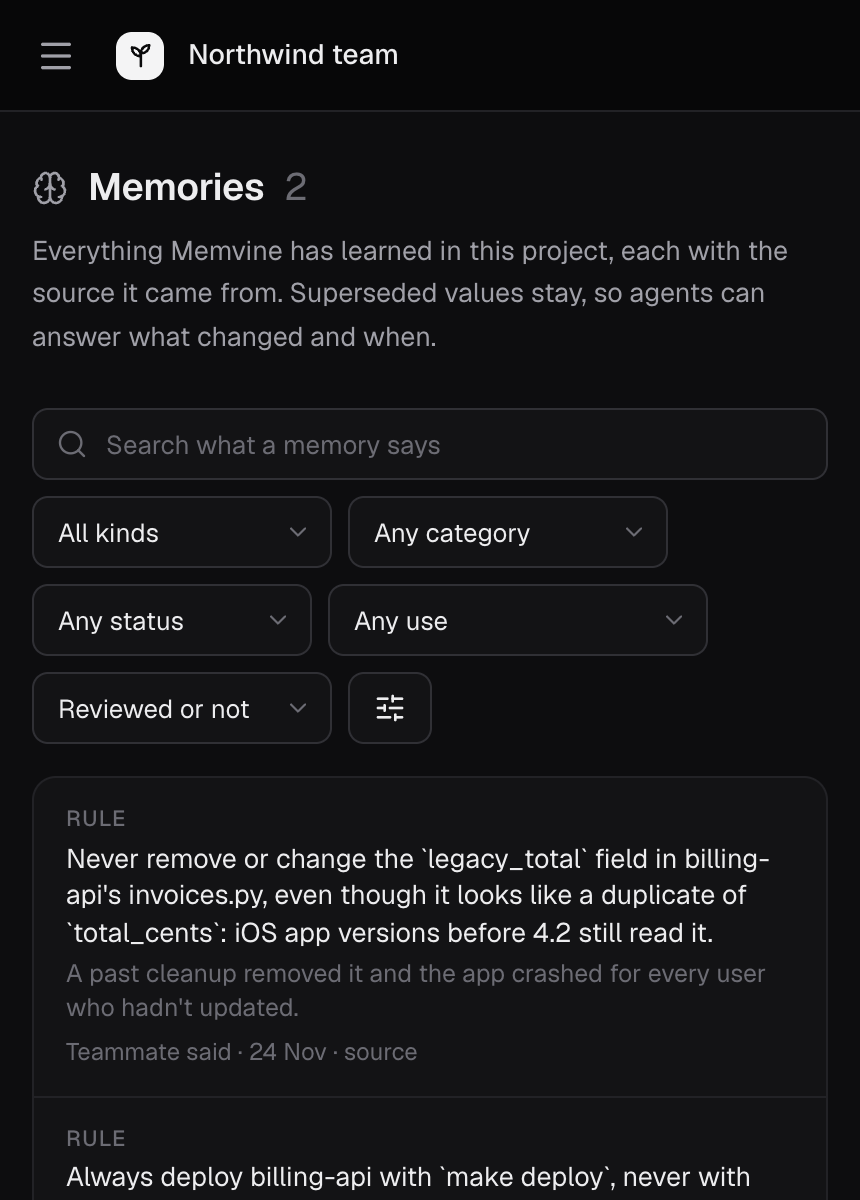 Northwind team
Memories 2
Everything Memvine has learned in this project, each with the
source it came from. Superseded values stay, so agents can
answer what changed and when.
Search what a memory says
All kinds
Any category
Any status
Any use
Reviewed or not
RULE
Never remove or change the `legacy_total` field in billing-
api's invoices.py, even though it looks like a duplicate of
`total_cents`: iOS app versions before 4.2 still read it.
A past cleanup removed it and the app crashed for every user
who hadn't updated.
Teammate said · 24 Nov · source
RULE
Always deploy billing-api with `make deploy`, never with